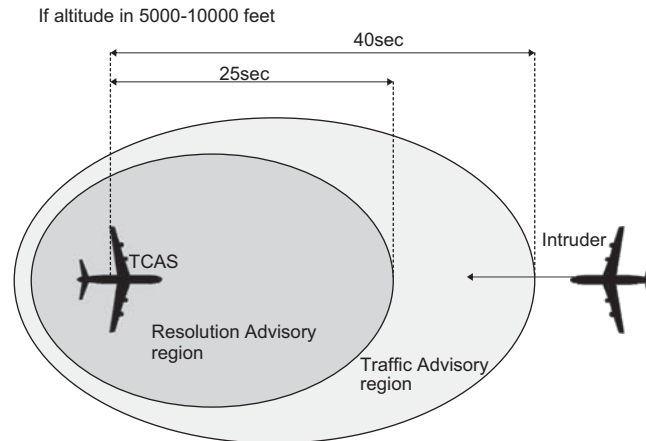 If altitude in 5000-10000 feet
40sec
25sec
Intruder
TCAS
Resolution Advisory
region
Traffic Advisory
region